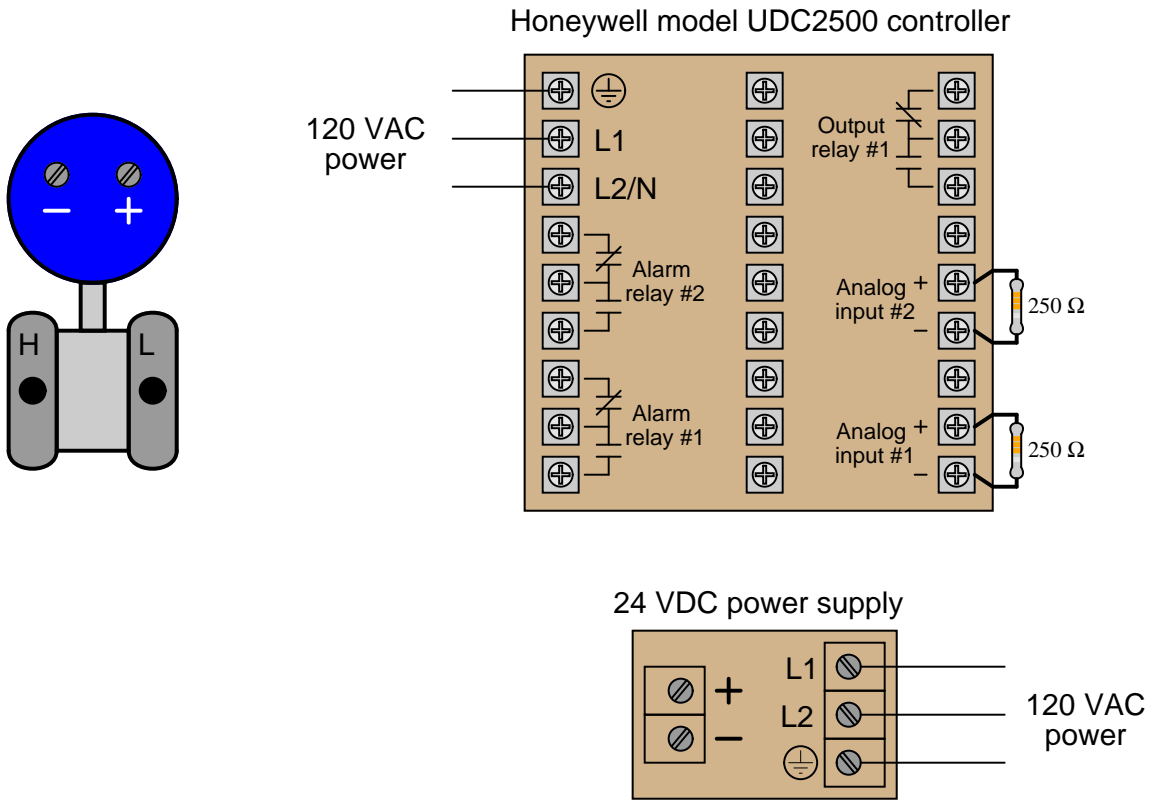 Honeywell model UDC2500 controller
120 VAC
power
L1
L2/N
Alarm
relay #2
Alarm
relay #1
Output
relay #1
Analog +
input #2
−
250 Ω
Analog +
input #1
−
250 Ω
− +
H L
24 VDC power supply
+
−
L1
L2
120 VAC
power